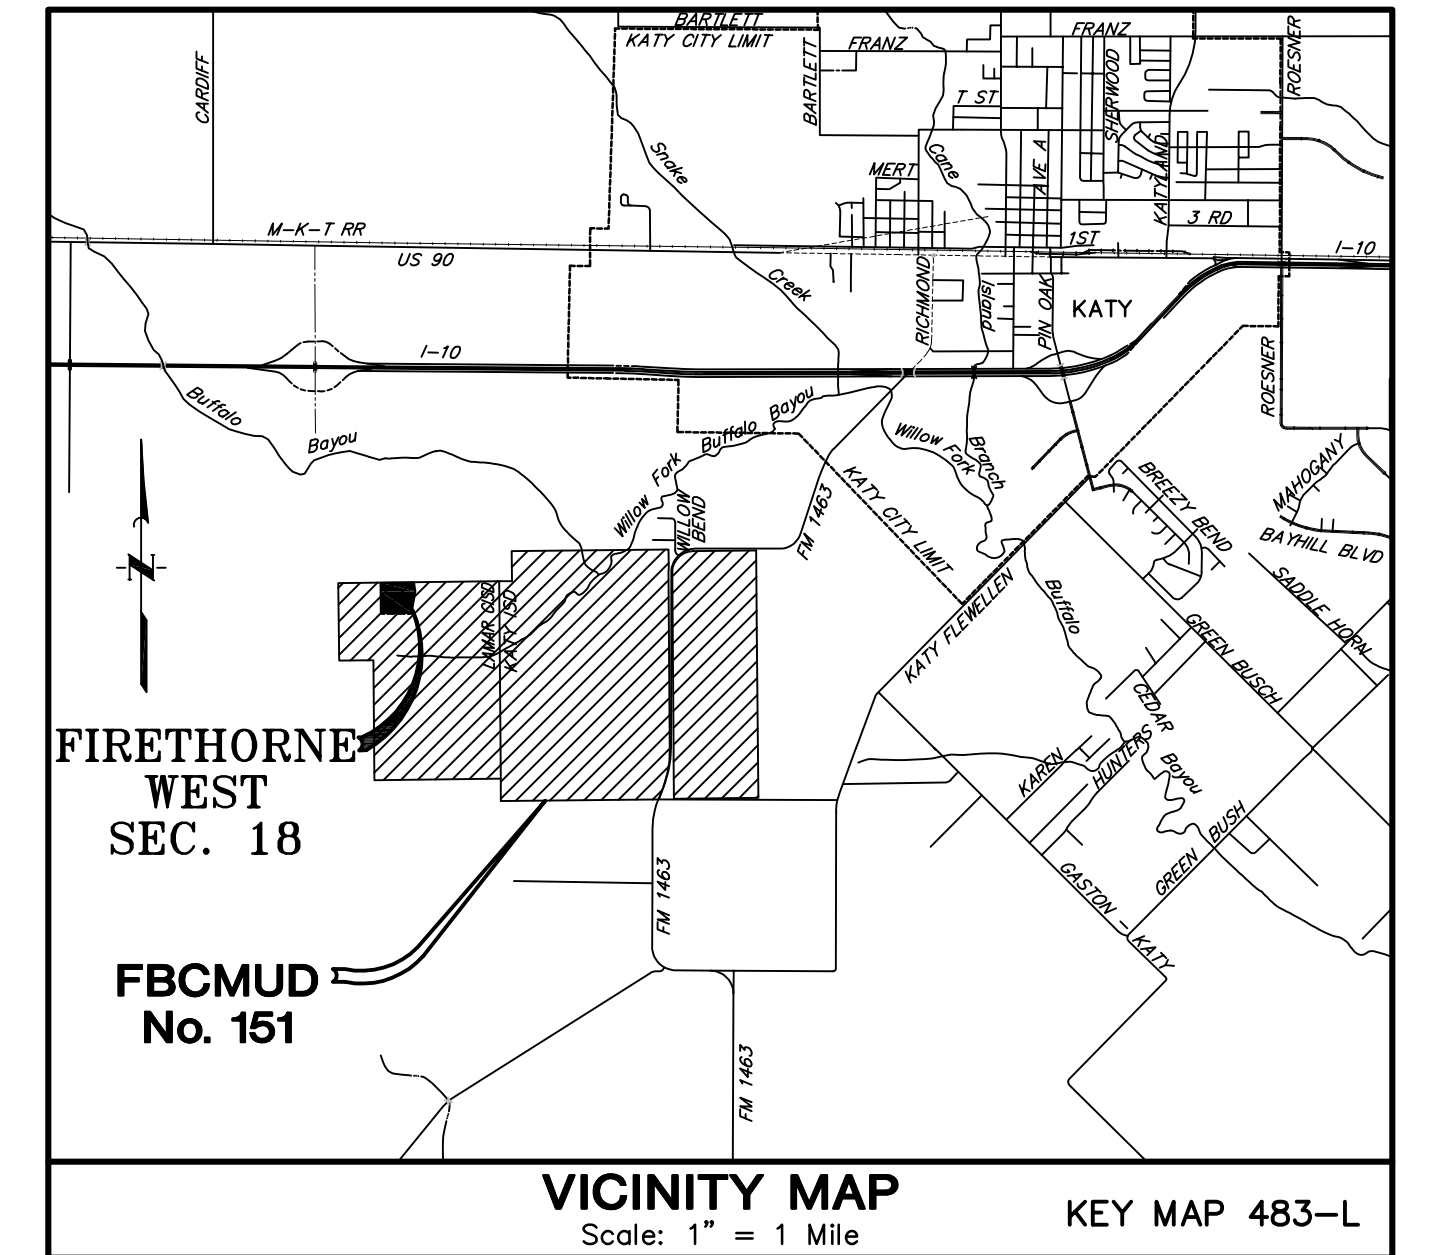 BARTLETT
KATY CITY LIMIT
FRANZ
FRANZ
ROESNER
CARDIFF
BARTLETT
SHERWOOD
T ST
Snake
Cane
MERT
AVE A
KATYLAND
3 RD
M-K-T RR
US 90
1ST
I-10
Creek
RICHMOND
Island
PIN OAK
KATY
I-10
ROESNER
Buffalo
Bayou
Willow Fork
Buffalo
Bayou
Willow
Fork
Branch
WILLOW
BEND
FM 1463
KATY CITY LIMIT
BREEZY BEND
MAHOGANY
BAYHILL BLVD
SADDLE HORN
N
LAMAR CISD
KATY ISD
KATY FLEWELLEN
Buffalo
GREEN BUSCH
FIRETHORNE
WEST
SEC. 18
CEDAR
KAREN
HUNTERS
Bayou
GREEN BUSH
FM 1463
GASTON - KATY
FBCMUD
No. 151
FM 1463
VICINITY MAP
Scale: 1" = 1 Mile
KEY MAP 483-L